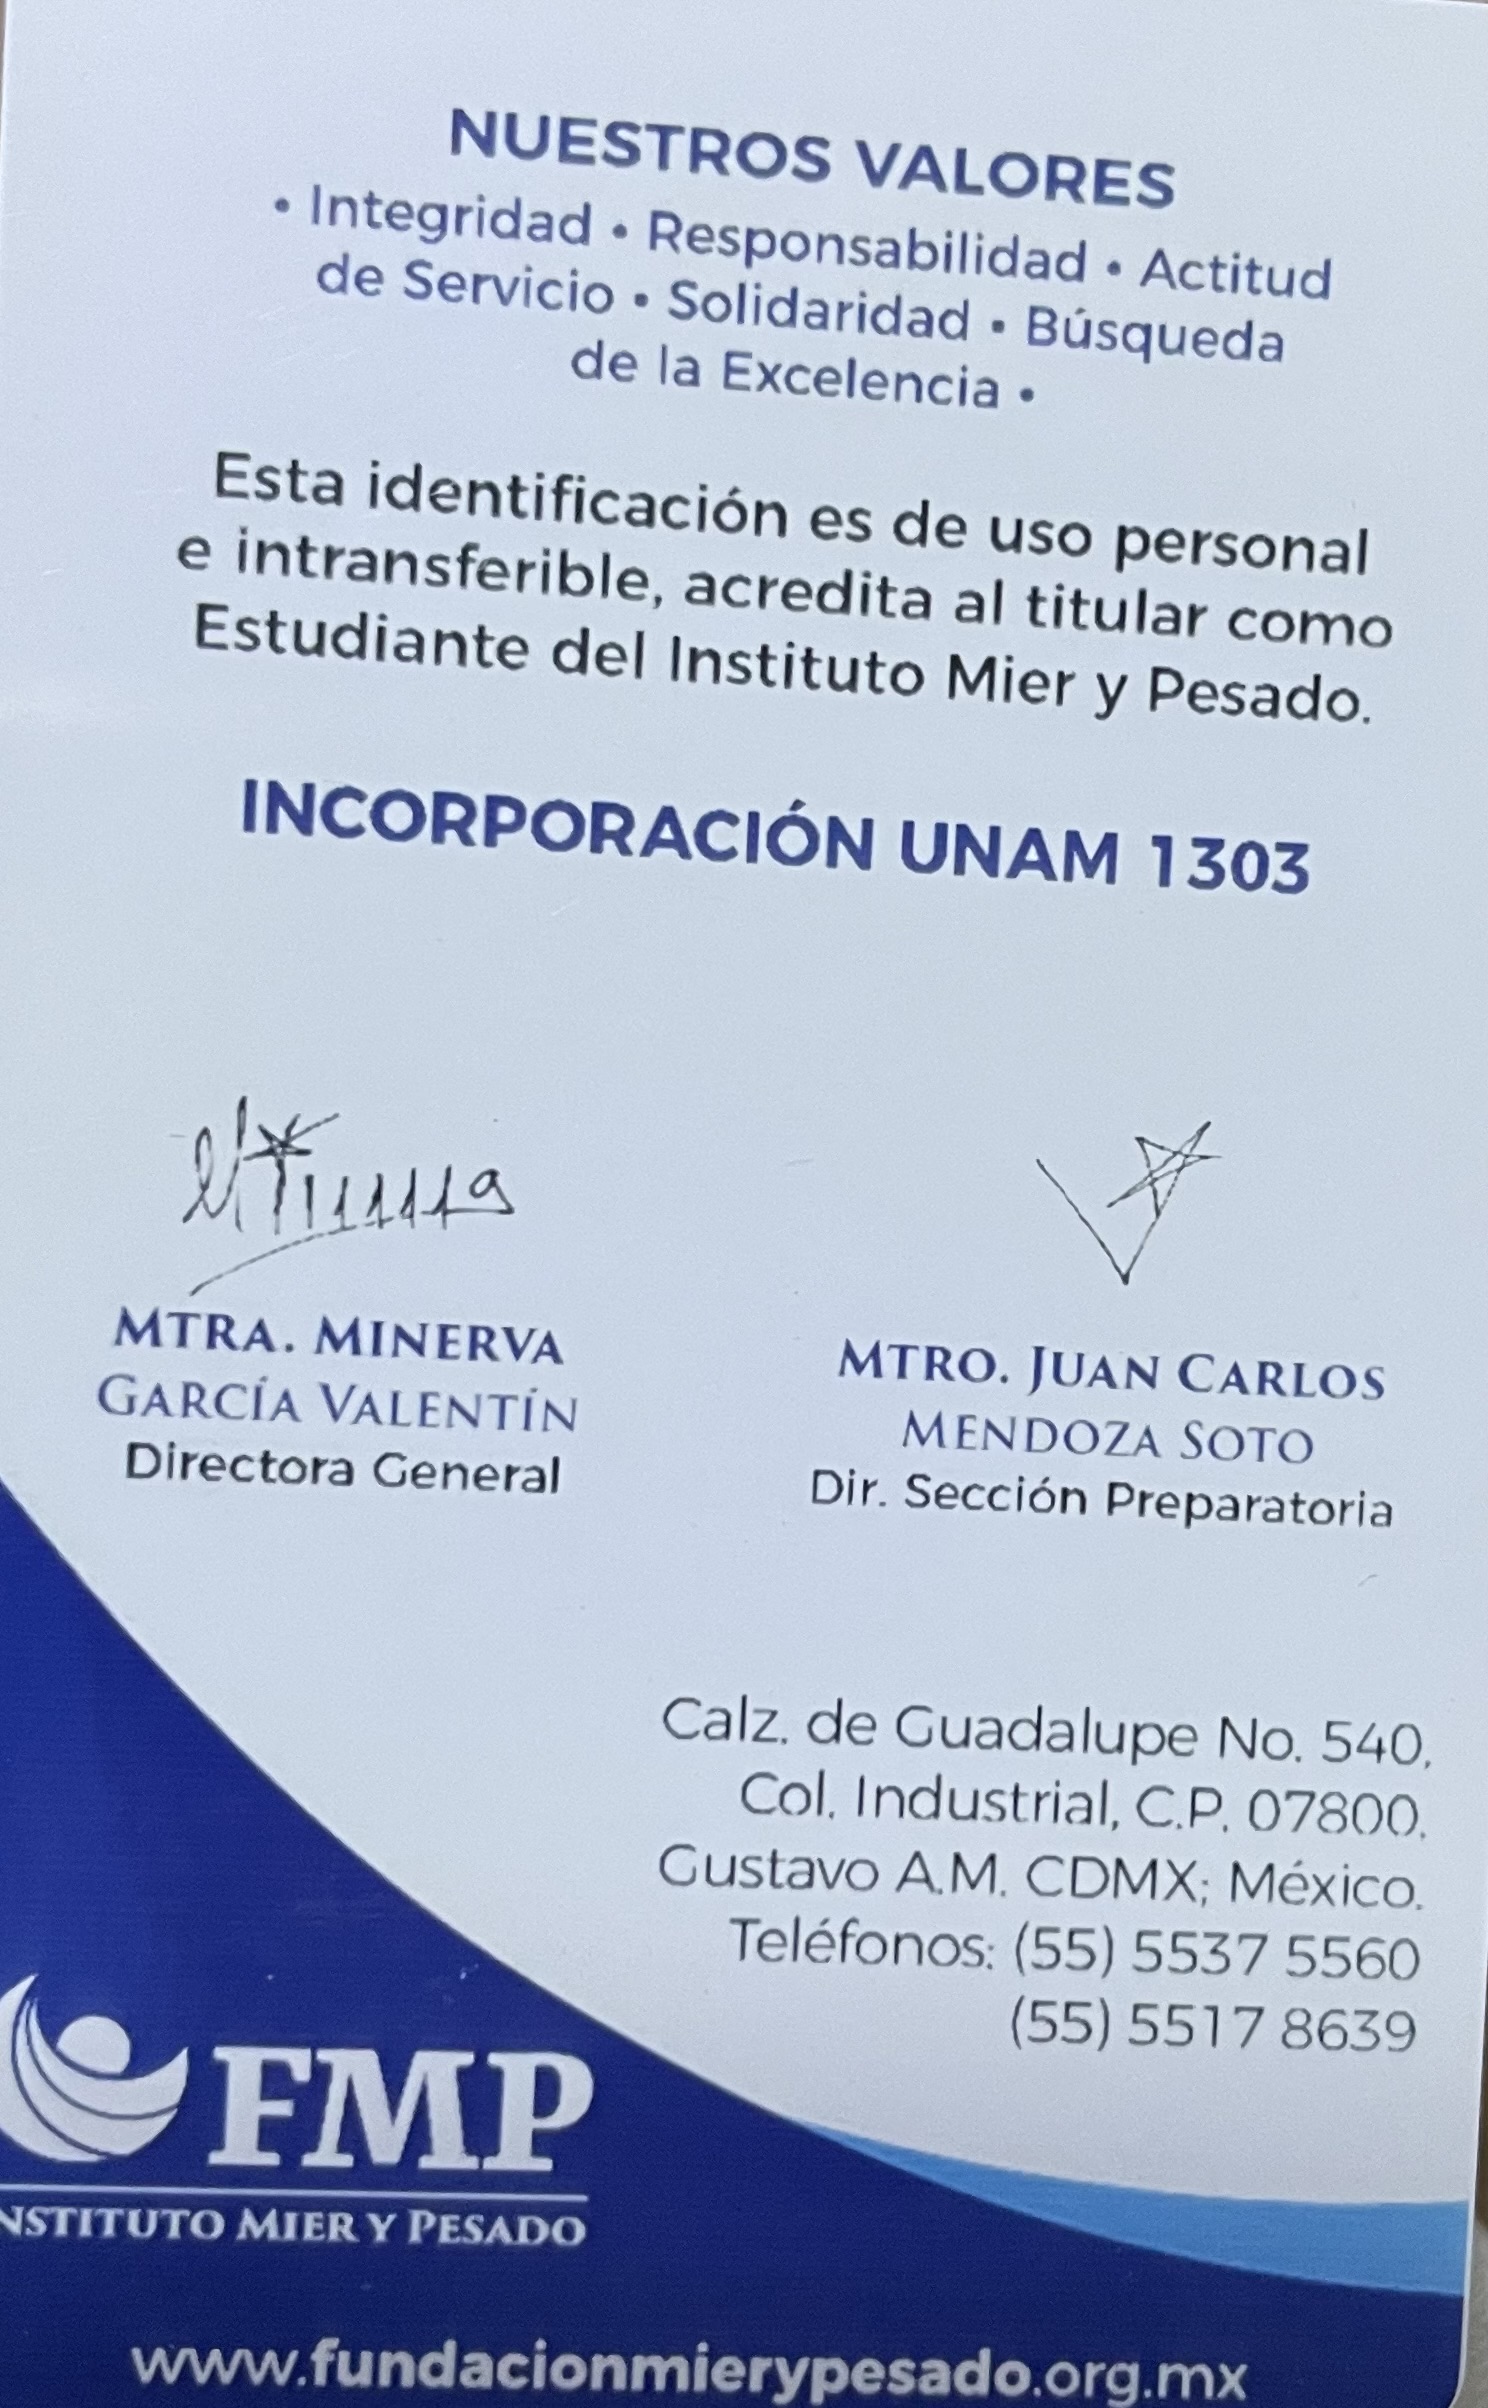 NUESTROS VALORES
• Integridad • Responsabilidad • Actitud
de Servicio • Solidaridad • Búsqueda
de la Excelencia •
Esta identificación es de uso personal
e intransferible, acredita al titular como
Estudiante del Instituto Mier y Pesado.
INCORPORACIÓN UNAM 1303
MTRA. MINERVA
GARCÍA VALENTÍN
Directora General
MTRO. JUAN CARLOS
MENDOZA SOTO
Dir. Sección Preparatoria
Calz. de Guadalupe No. 540,
Col. Industrial, C.P. 07800,
Gustavo A.M. CDMX; México.
Teléfonos: (55) 5537 5560
(55) 5517 8639
FMP
NSTITUTO MIER Y PESADO
www.fundacionmierypesado.org.mx